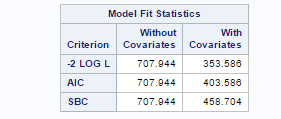 Model Fit Statistics
Criterion Without Covariates With Covariates
-2 LOG L 707.944 353.586
AIC 707.944 403.586
SBC 707.944 458.704